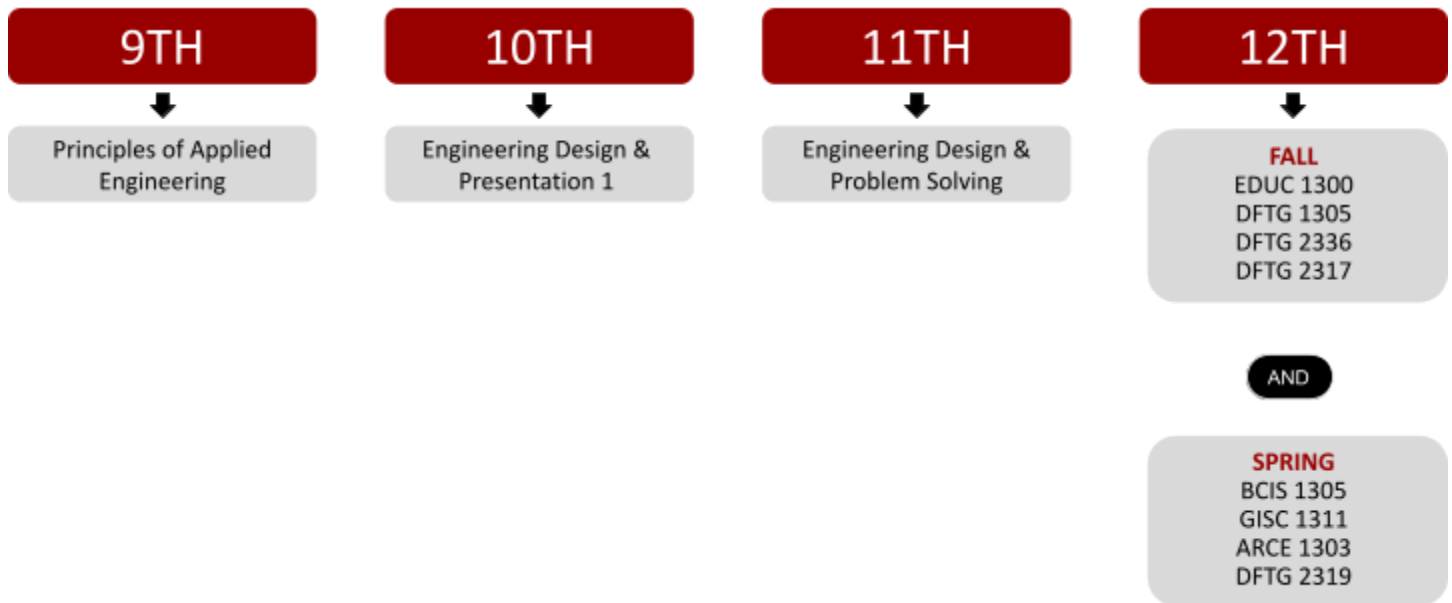 9TH
Principles of Applied
Engineering
10TH
Engineering Design &
Presentation 1
11TH
Engineering Design &
Problem Solving
12TH
FALL
EDUC 1300
DFTG 1305
DFTG 2336
DFTG 2317
AND
SPRING
BCIS 1305
GISC 1311
ARCE 1303
DFTG 2319